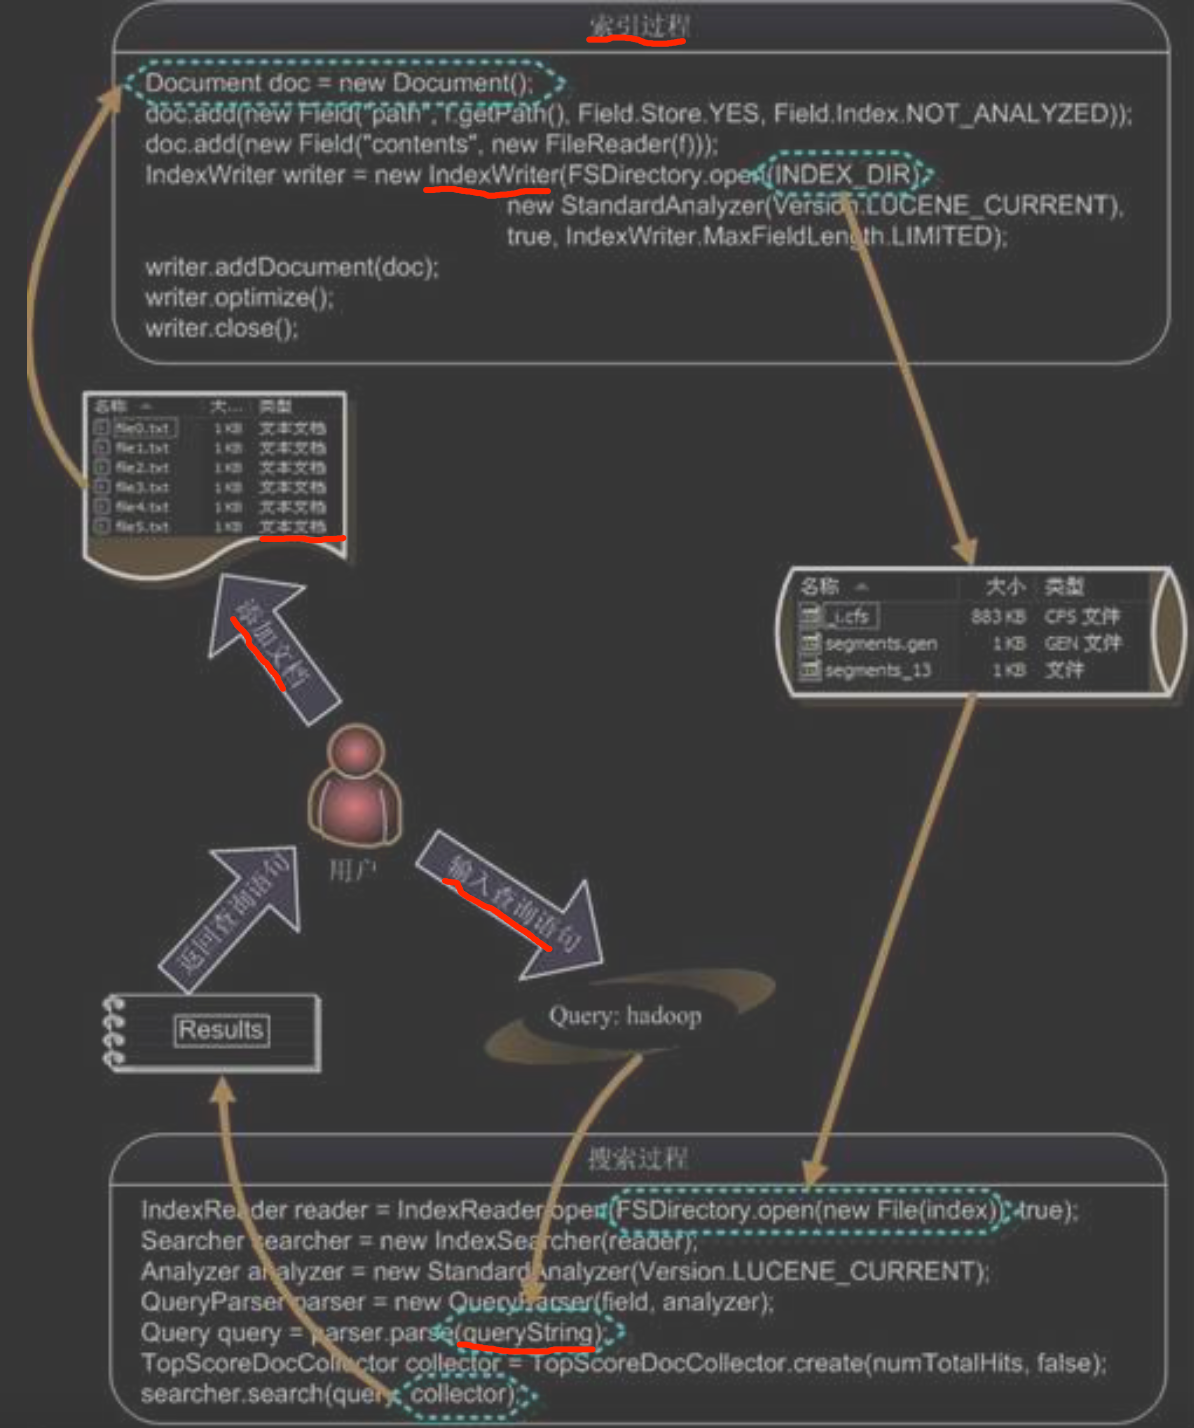 索引过程
Document doc = new Document();
doc.add(new Field("path", f.getPath(), Field.Store.YES, Field.Index.NOT_ANALYZED));
doc.add(new Field("contents", new FileReader(f)));
IndexWriter writer = new IndexWriter(FSDirectory.open(INDEX_DIR),
new StandardAnalyzer(Version.LUCENE_CURRENT),
true, IndexWriter.MaxFieldLength.LIMITED);
writer.addDocument(doc);
writer.optimize();
writer.close();
名称 大... 类型
file0.txt 1 KB 文本文档
file1.txt 1 KB 文本文档
file2.txt 1 KB 文本文档
file3.txt 1 KB 文本文档
file4.txt 1 KB 文本文档
file5.txt 1 KB 文本文档
名称 大小 类型
_i.cfs 883 KB CFS 文件
segments.gen 1 KB GEN 文件
segments_13 1 KB 文件
添加文档
用户
返回查询语句
输入查询语句
Results
Query: hadoop
搜索过程
IndexReader reader = IndexReader.open(FSDirectory.open(new File(index)), true);
Searcher searcher = new IndexSearcher(reader);
Analyzer analyzer = new StandardAnalyzer(Version.LUCENE_CURRENT);
QueryParser parser = new QueryParser(field, analyzer);
Query query = parser.parse(queryString);
TopScoreDocCollector collector = TopScoreDocCollector.create(numTotalHits, false);
searcher.search(query, collector);